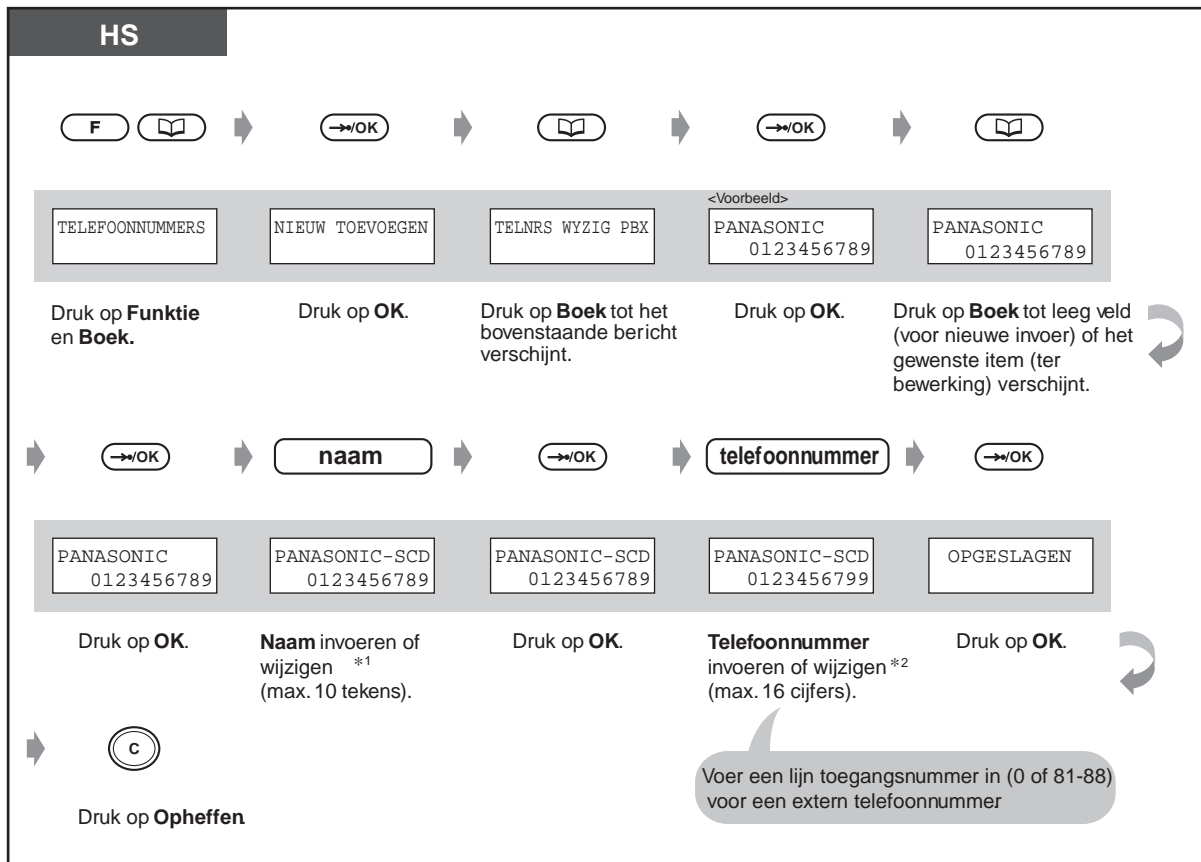 HS
F
→•/OK
→•/OK
<Voorbeeld>
TELEFOONNUMMERS
NIEUW TOEVOEGEN
TELNRS WYZIG PBX
PANASONIC
0123456789
PANASONIC
0123456789
Druk op Funktie
en Boek.
Druk op OK.
Druk op Boek tot het
bovenstaande bericht
verschijnt.
Druk op OK.
Druk op Boek tot leeg veld
(voor nieuwe invoer) of het
gewenste item (ter
bewerking) verschijnt.
→•/OK
naam
→•/OK
telefoonnummer
→•/OK
PANASONIC
0123456789
PANASONIC-SCD
0123456789
PANASONIC-SCD
0123456789
PANASONIC-SCD
0123456799
OPGESLAGEN
Druk op OK.
Naam invoeren of
wijzigen *1
(max. 10 tekens).
Druk op OK.
Telefoonnummer
invoeren of wijzigen *2
(max. 16 cijfers).
Druk op OK.
Voer een lijn toegangsnummer in (0 of 81-88)
voor een extern telefoonnummer.
C
Druk op Opheffen.